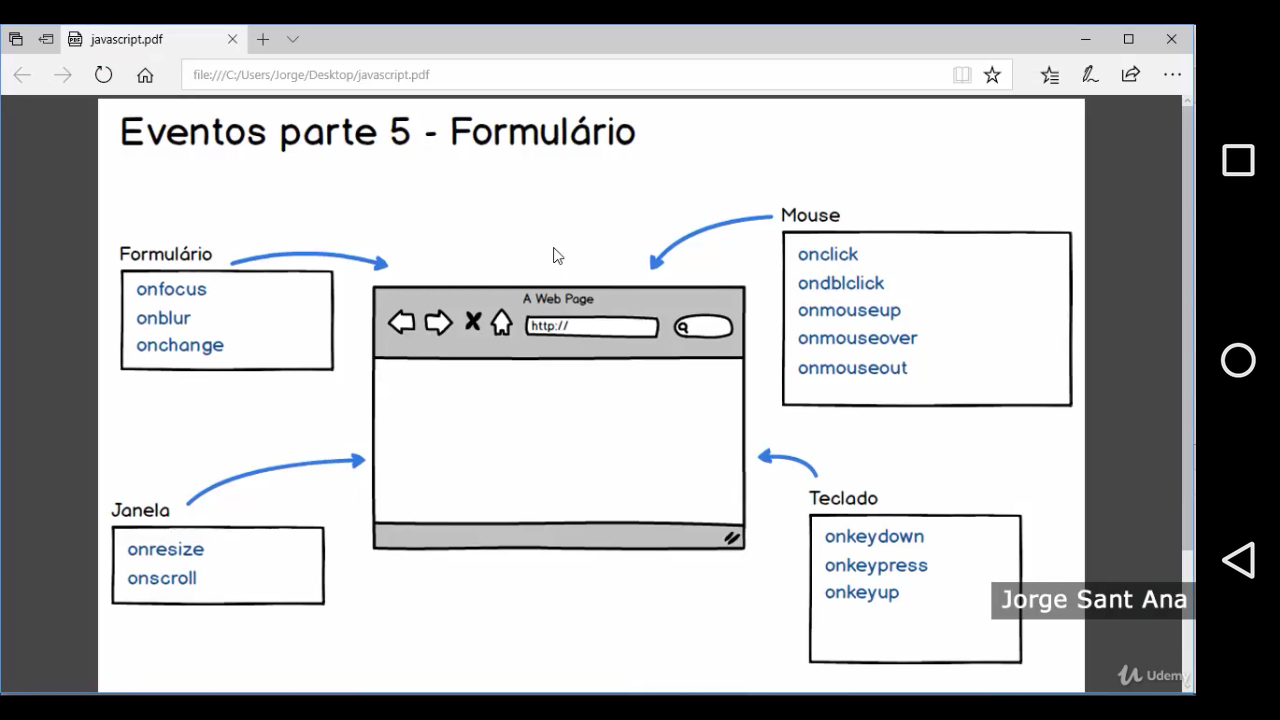 javascript.pdf
file:///C:/Users/Jorge/Desktop/javascript.pdf
Eventos parte 5 - Formulário
Formulário
onfocus
onblur
onchange
Mouse
onclick
ondblclick
onmouseup
onmouseover
onmouseout
A Web Page
http://
Janela
onresize
onscroll
Teclado
onkeydown
onkeypress
onkeyup
Jorge Sant Ana
Udemy